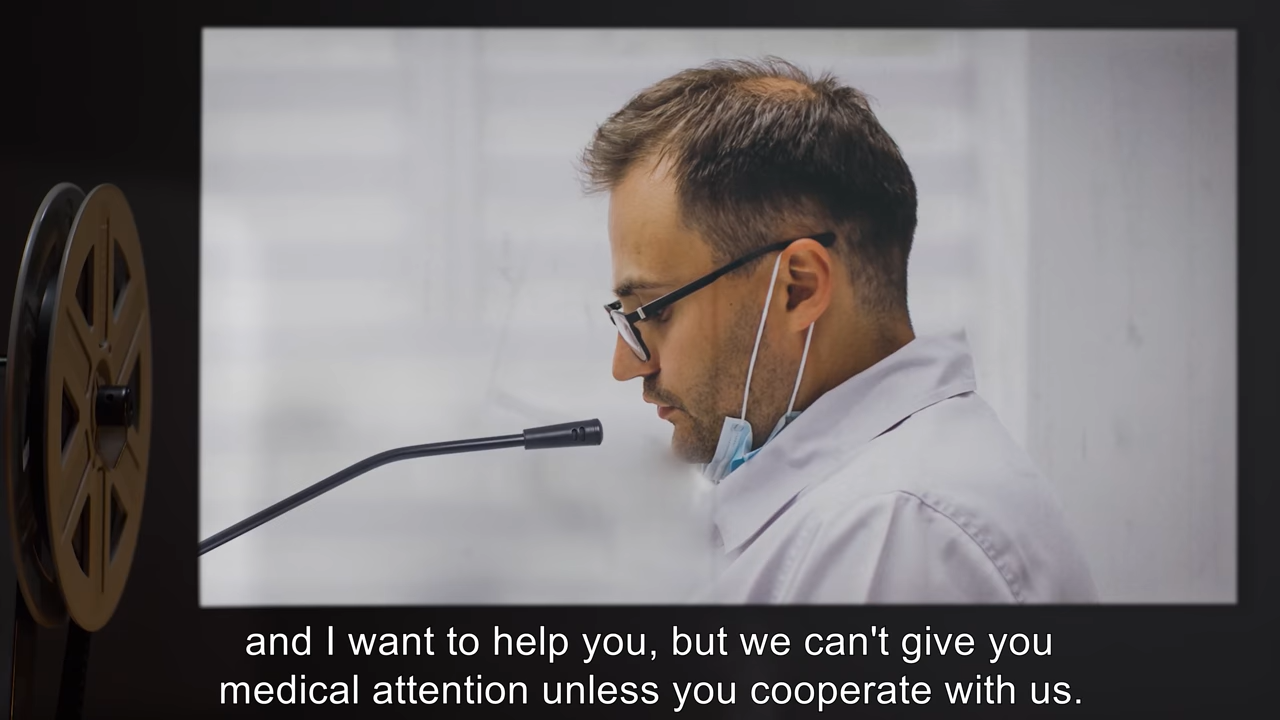 and I want to help you, but we can't give you
medical attention unless you cooperate with us.